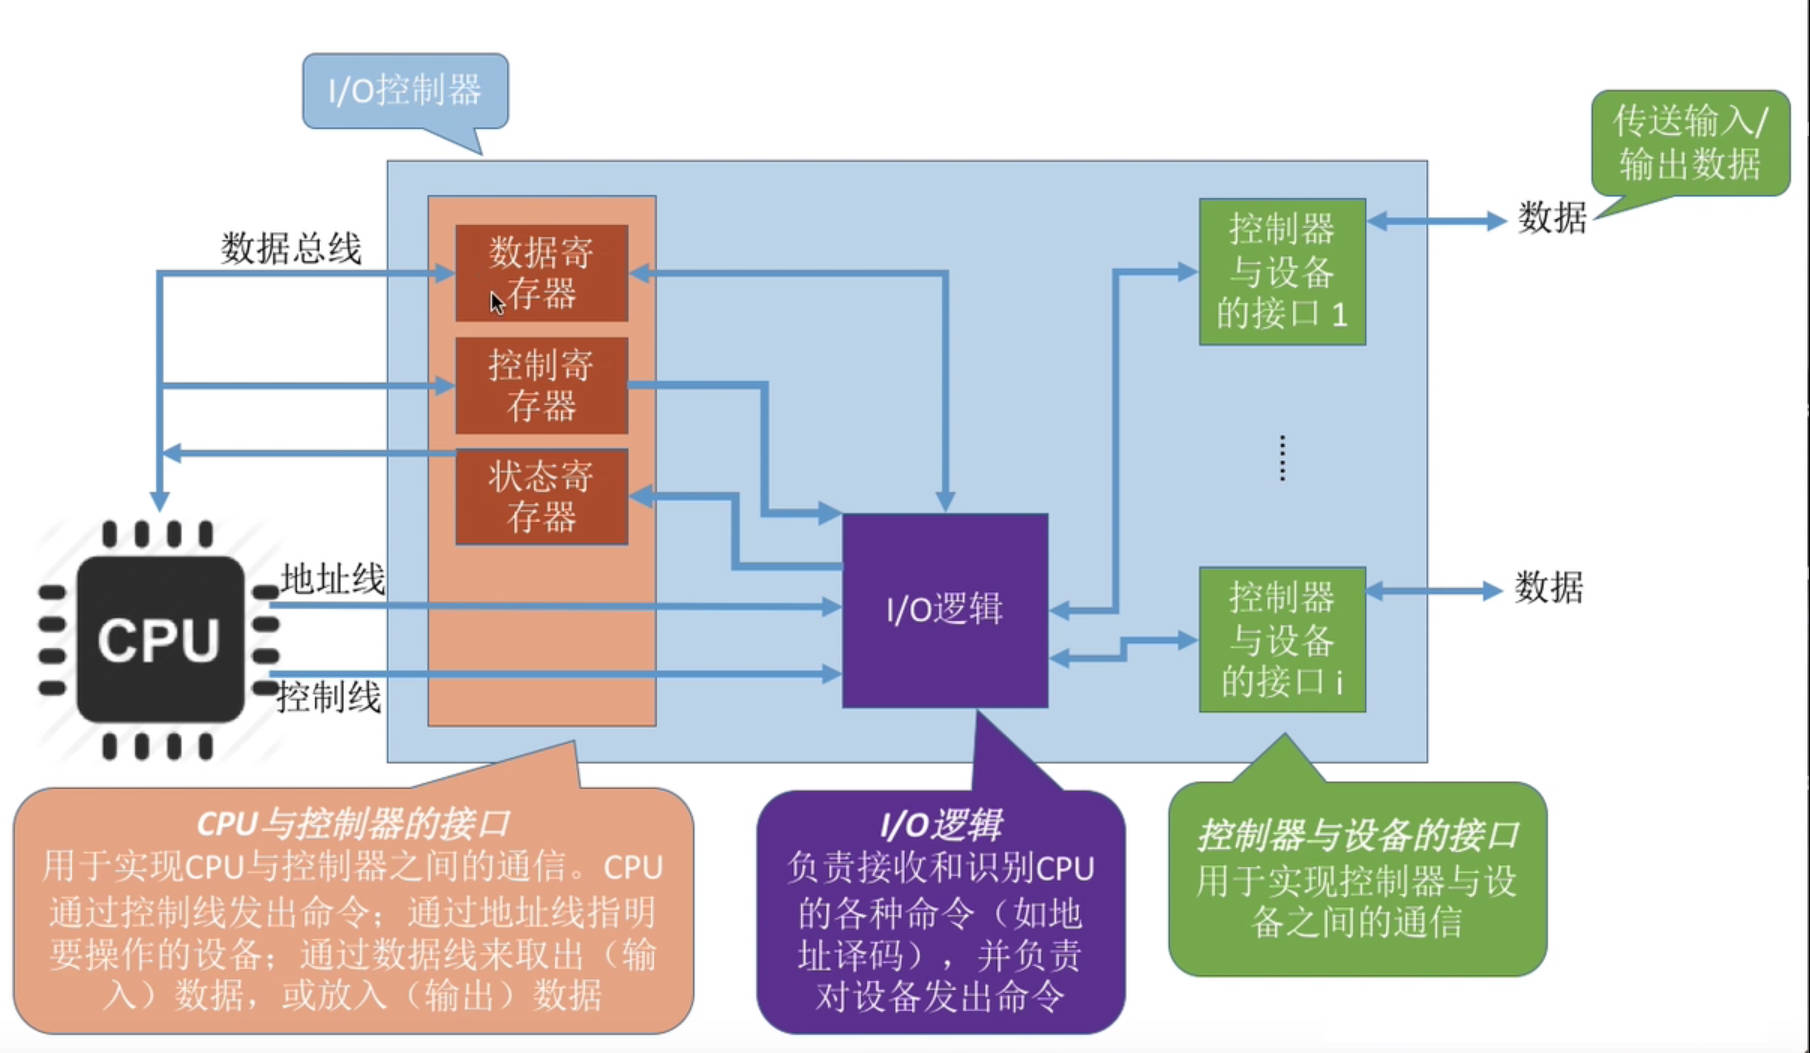 I/O控制器
传送输入/
输出数据
数据总线
数据寄
存器
控制寄
存器
状态寄
存器
控制器
与设备
的接口 1
数据
......
CPU
地址线
控制线
I/O逻辑
控制器
与设备
的接口 i
数据
CPU与控制器的接口
用于实现CPU与控制器之间的通信。CPU
通过控制线发出命令；通过地址线指明
要操作的设备；通过数据线来取出（输
入）数据，或放入（输出）数据
I/O逻辑
负责接收和识别CPU
的各种命令（如地
址译码），并负责
对设备发出命令
控制器与设备的接口
用于实现控制器与设
备之间的通信